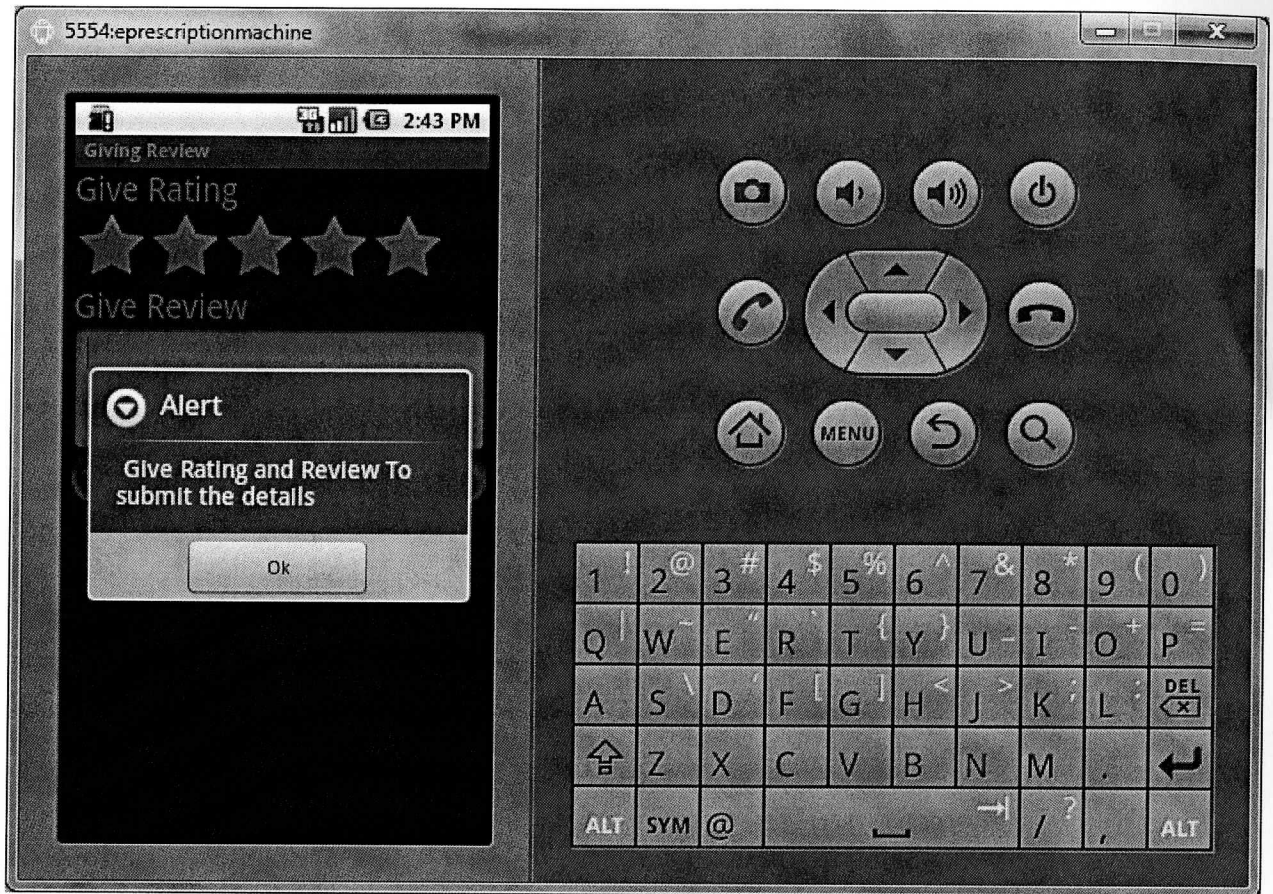 5554:eprescriptionmachine
3G 2:43 PM
Giving Review
Give Rating
Give Review
Alert
Give Rating and Review To
submit the details
Ok
MENU
1 ! 2 @ 3 # 4 $ 5 % 6 ^ 7 & 8 * 9 ( 0 )
Q | W ~ E " R ` T { Y } U _ I - O + P =
A S \ D ' F [ G ] H < J > K ; L : DEL
Z X C V B N M .
ALT SYM @ / ? , ALT